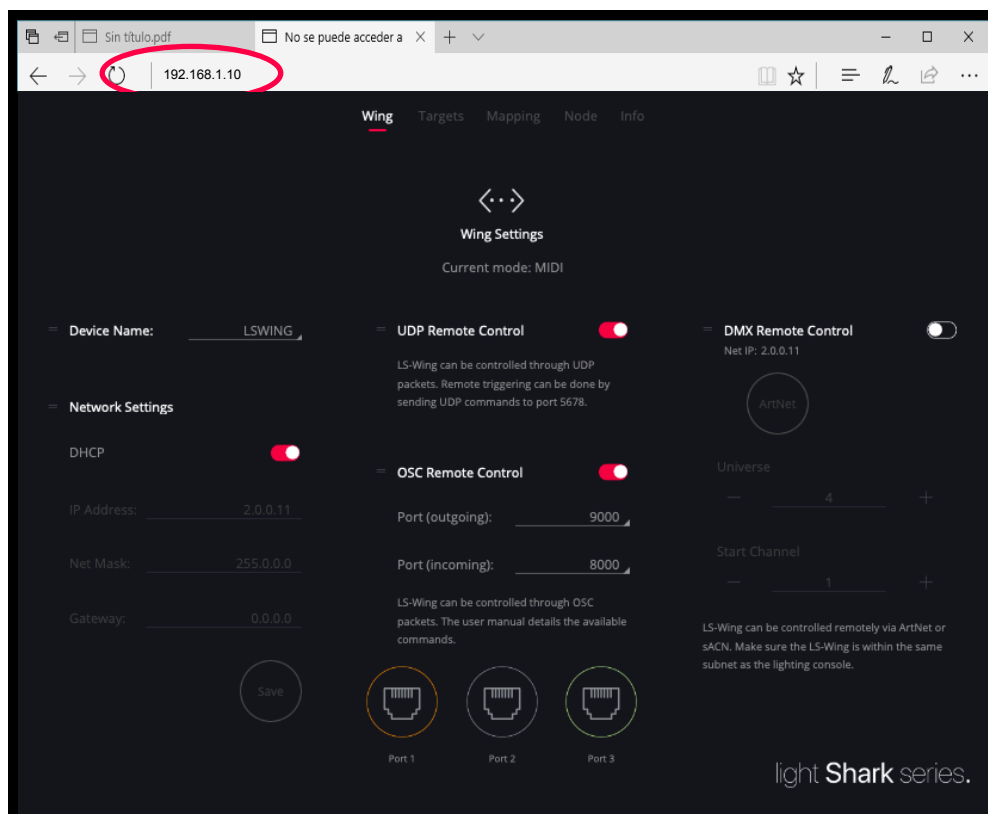 Sin título.pdf
No se puede acceder a
192.168.1.10
Wing Targets Mapping Node Info
Wing Settings
Current mode: MIDI
Device Name: LSWING
Network Settings
DHCP
IP Address: 2.0.0.11
Net Mask: 255.0.0.0
Gateway: 0.0.0.0
Save
UDP Remote Control
LS-Wing can be controlled through UDP
packets. Remote triggering can be done by
sending UDP commands to port 5678.
OSC Remote Control
Port (outgoing): 9000
Port (incoming): 8000
LS-Wing can be controlled through OSC
packets. The user manual details the available
commands.
Port 1 Port 2 Port 3
DMX Remote Control
Net IP: 2.0.0.11
ArtNet
Universe
4
Start Channel
1
LS-Wing can be controlled remotely via ArtNet or
sACN. Make sure the LS-Wing is within the same
subnet as the lighting console.
light Shark series.